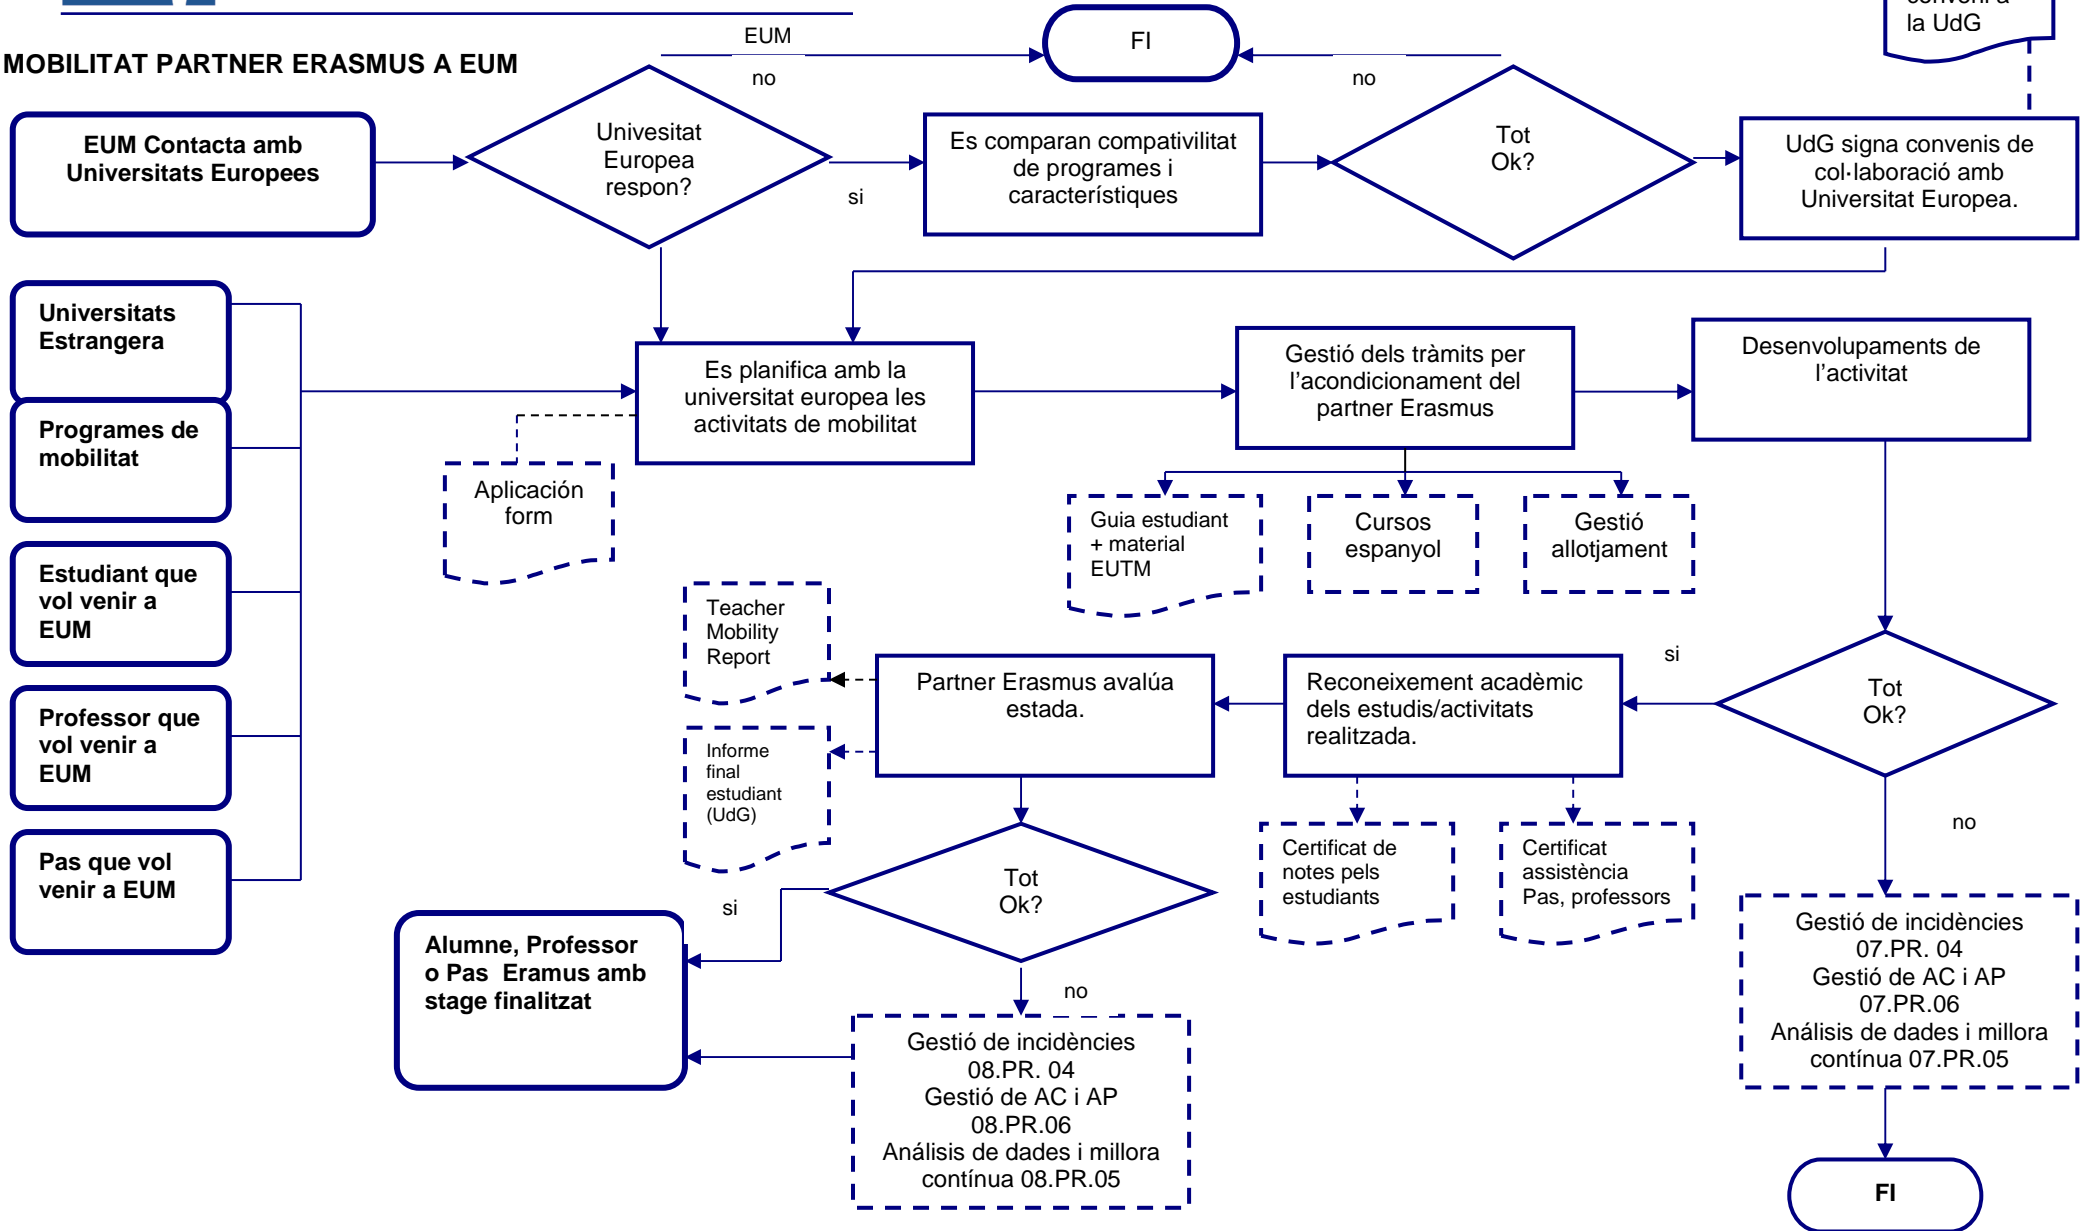 conveni a
la UdG
EUM
FI
MOBILITAT PARTNER ERASMUS A EUM
no
no
EUM Contacta amb
Universitats Europees
Univesitat
Europea
respon?
si
Es comparan compativilitat
de programes i
característiques
Tot
Ok?
UdG signa convenis de
col·laboració amb
Universitat Europea.
Universitats
Estrangera
Programes de
mobilitat
Estudiant que
vol venir a
EUM
Professor que
vol venir a
EUM
Pas que vol
venir a EUM
Es planifica amb la
universitat europea les
activitats de mobilitat
Aplicación
form
Gestió dels tràmits per
l’acondicionament del
partner Erasmus
Desenvolupaments de
l’activitat
Guia estudiant
+ material
EUTM
Cursos
espanyol
Gestió
allotjament
Teacher
Mobility
Report
Informe
final
estudiant
(UdG)
Partner Erasmus avalúa
estada.
Reconeixement acadèmic
dels estudis/activitats
realitzada.
si
Tot
Ok?
no
Certificat de
notes pels
estudiants
Certificat
assistència
Pas, professors
Tot
Ok?
si
no
Alumne, Professor
o Pas  Eramus amb
stage finalitzat
Gestió de incidències
08.PR. 04
Gestió de AC i AP
08.PR.06
Análisis de dades i millora
contínua 08.PR.05
Gestió de incidències
07.PR. 04
Gestió de AC i AP
07.PR.06
Análisis de dades i millora
contínua 07.PR.05
FI